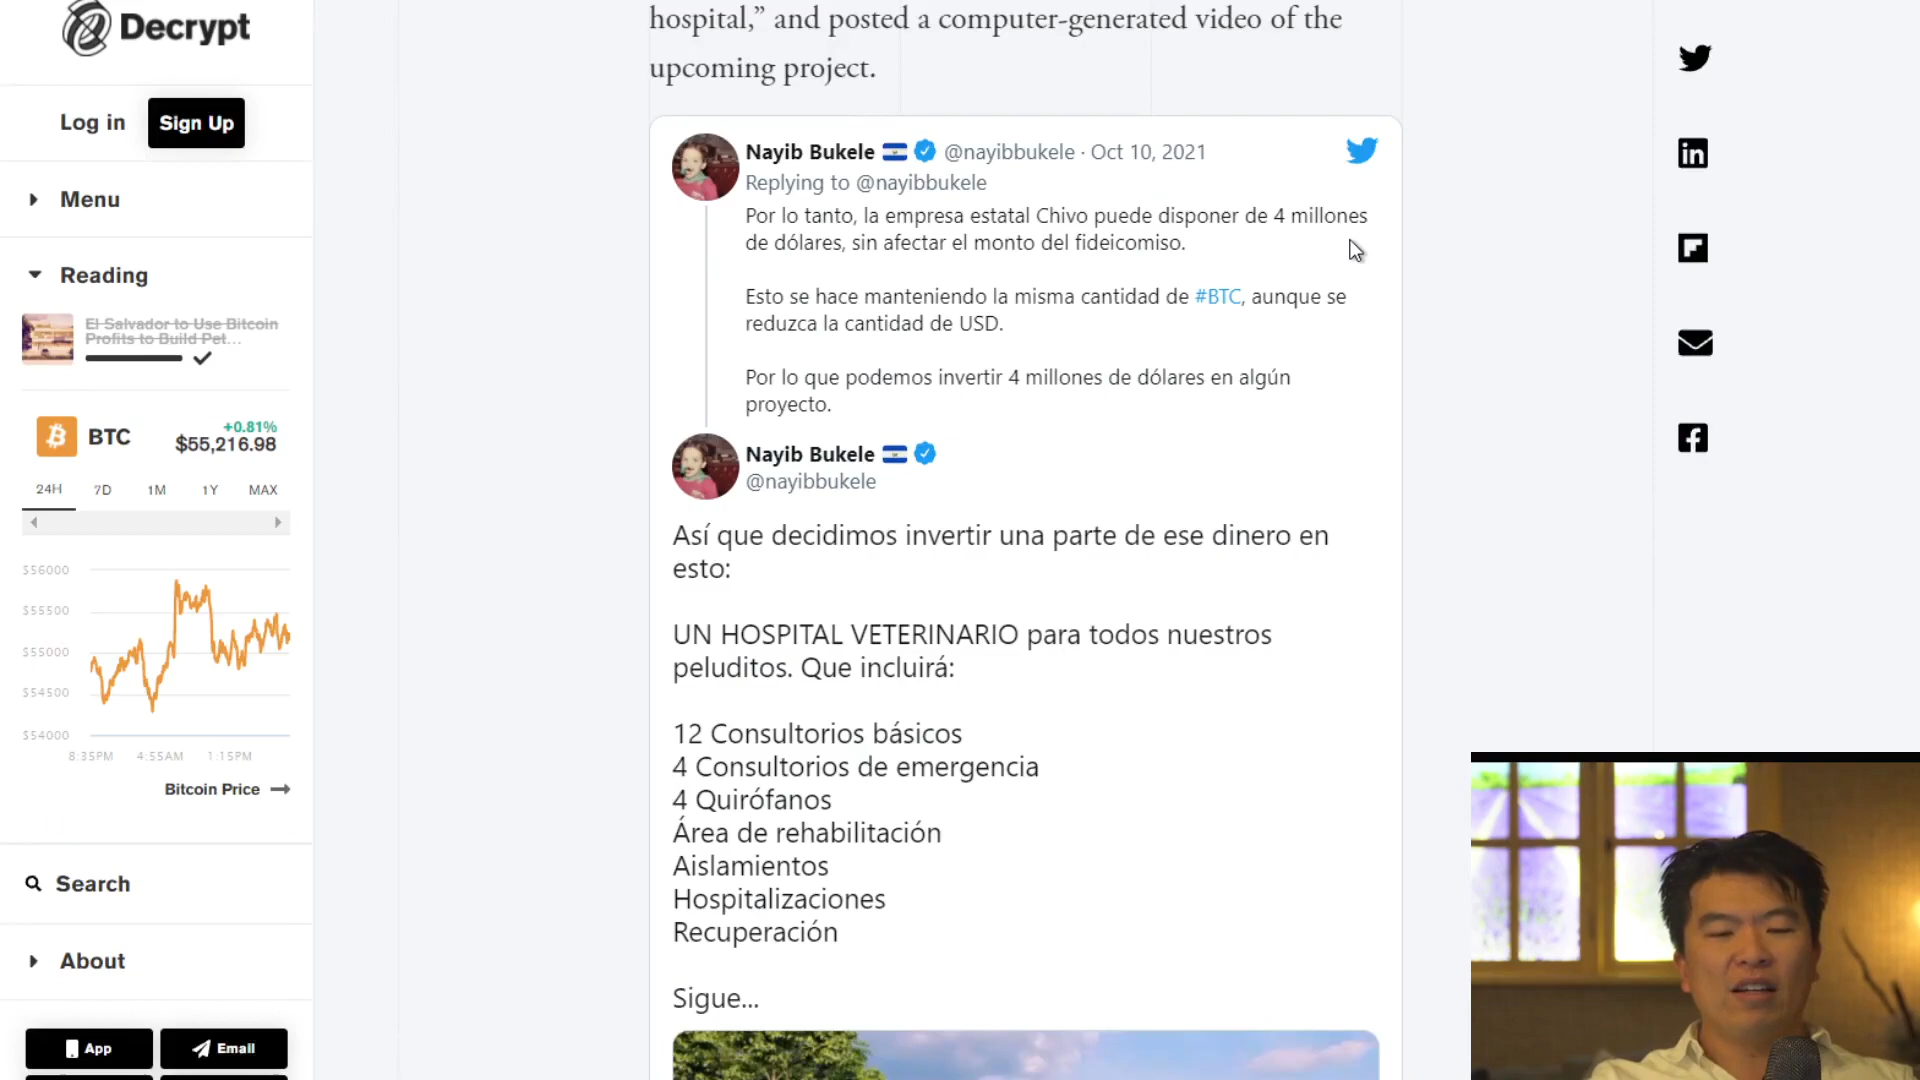 Decrypt
Log in
Sign Up
Menu
Reading
El Salvador to Use Bitcoin
Profits to Build Pet...
BTC
+0.81%
$55,216.98
24H 7D 1M 1Y MAX
$56000
$55500
$55000
$54500
$54000
8:35PM 4:55AM 1:15PM
Bitcoin Price
Search
About
App
Email
hospital,” and posted a computer-generated video of the
upcoming project.
Nayib Bukele @nayibbukele · Oct 10, 2021
Replying to @nayibbukele
Por lo tanto, la empresa estatal Chivo puede disponer de 4 millones
de dólares, sin afectar el monto del fideicomiso.
Esto se hace manteniendo la misma cantidad de #BTC, aunque se
reduzca la cantidad de USD.
Por lo que podemos invertir 4 millones de dólares en algún
proyecto.
Nayib Bukele
@nayibbukele
Así que decidimos invertir una parte de ese dinero en
esto:
UN HOSPITAL VETERINARIO para todos nuestros
peluditos. Que incluirá:
12 Consultorios básicos
4 Consultorios de emergencia
4 Quirófanos
Área de rehabilitación
Aislamientos
Hospitalizaciones
Recuperación
Sigue...